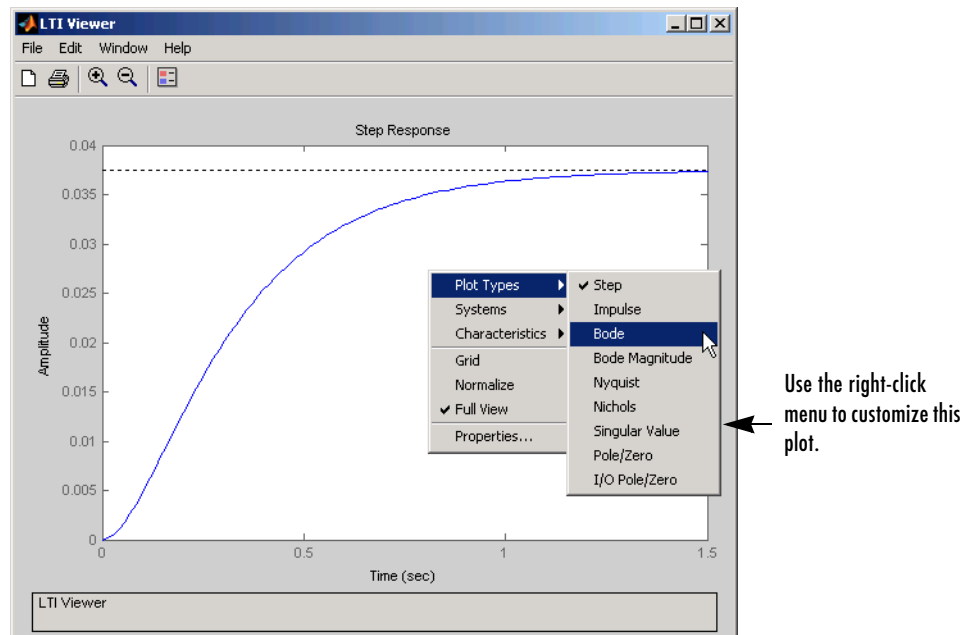 LTI Viewer
File Edit Window Help
Step Response
0.04
0.035
0.03
0.025
0.02
0.015
0.01
0.005
0
Amplitude
0
0.5
1
1.5
Time (sec)
Plot Types
Systems
Characteristics
Grid
Normalize
Full View
Properties...
Step
Impulse
Bode
Bode Magnitude
Nyquist
Nichols
Singular Value
Pole/Zero
I/O Pole/Zero
Use the right-click
menu to customize this
plot.
LTI Viewer